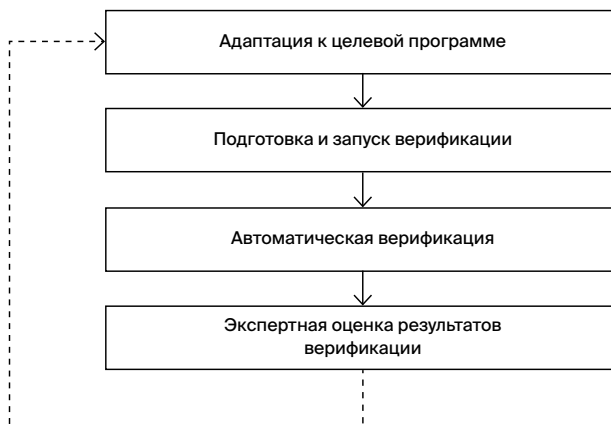 Адаптация к целевой программе
Подготовка и запуск верификации
Автоматическая верификация
Экспертная оценка результатов
верификации